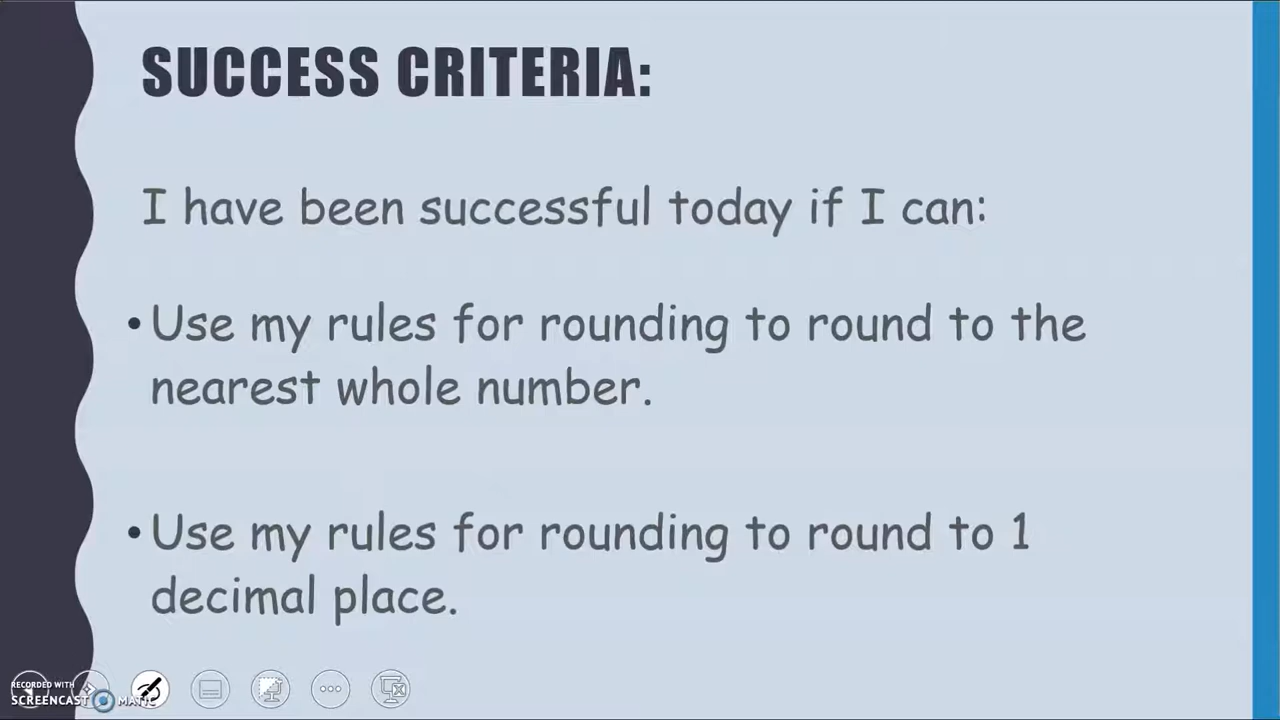 SUCCESS CRITERIA:
I have been successful today if I can:
• Use my rules for rounding to round to the
nearest whole number.
• Use my rules for rounding to round to 1
decimal place.
RECORDED WITH
SCREENCAST MATIC